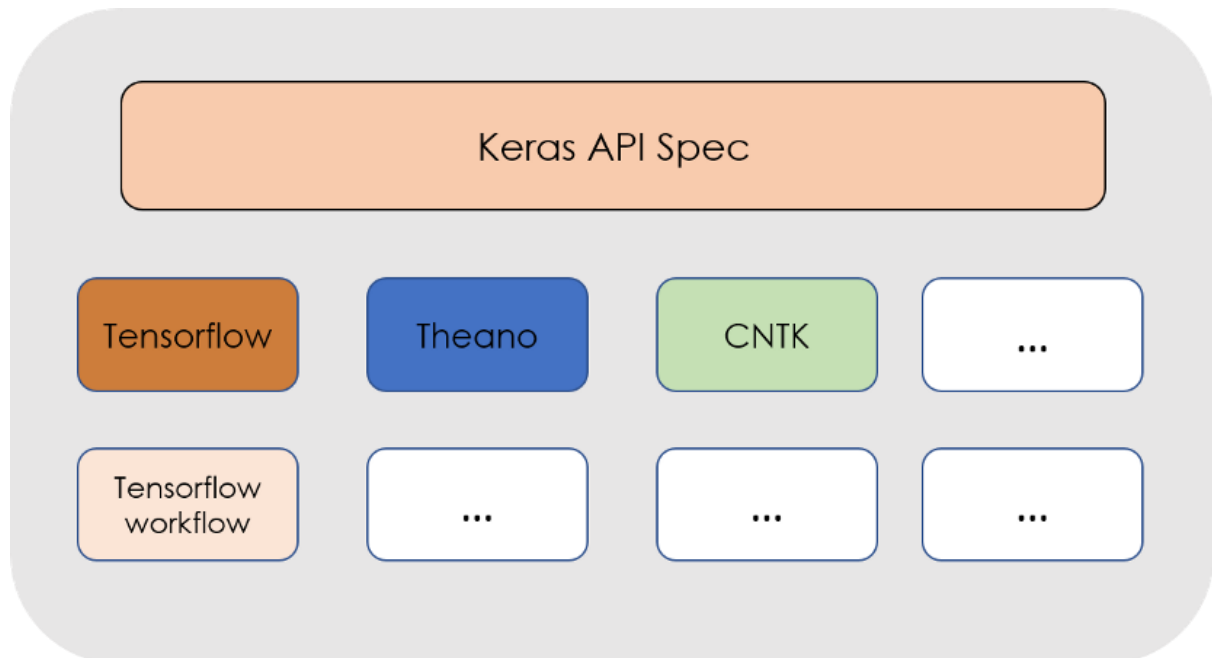 Keras API Spec
Tensorflow
Theano
CNTK
...
Tensorflow
workflow
...
...
...